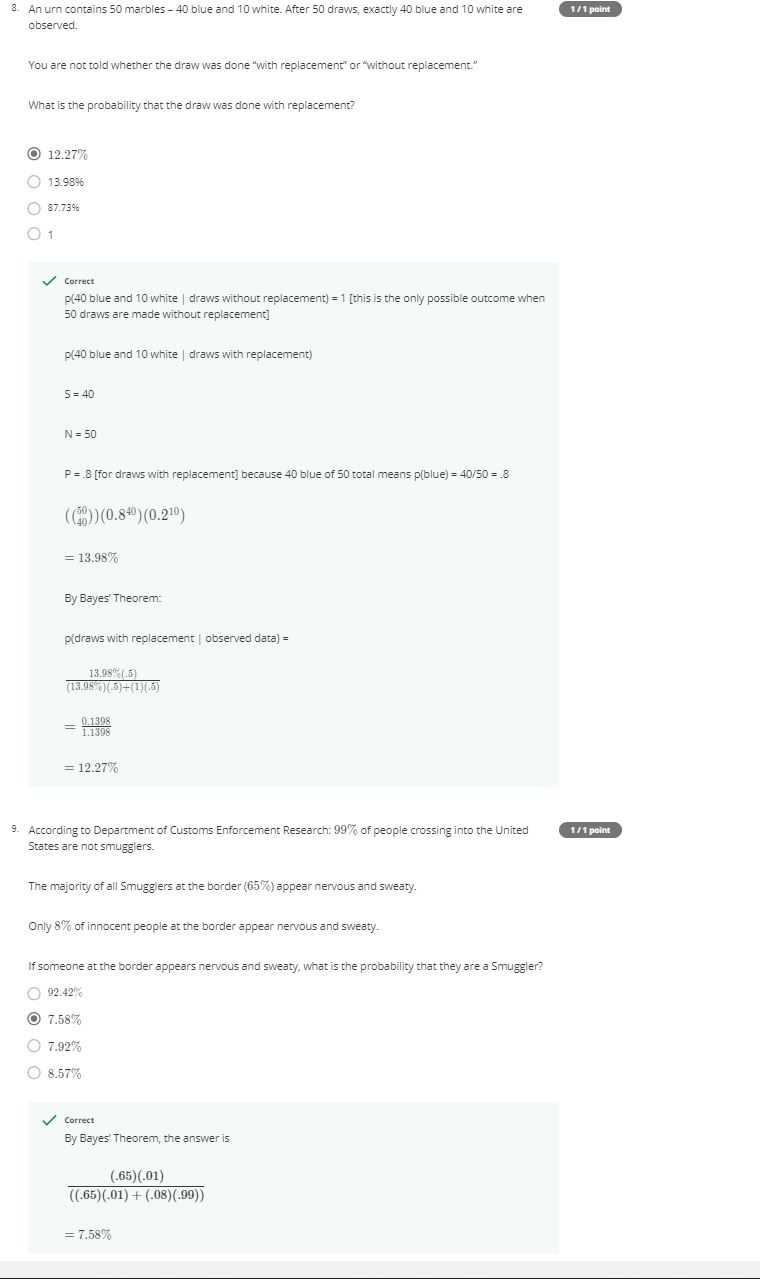 8. An urn contains 50 marbles – 40 blue and 10 white. After 50 draws, exactly 40 blue and 10 white are
observed.
1 / 1 point
You are not told whether the draw was done “with replacement” or “without replacement.”
What is the probability that the draw was done with replacement?
12.27%
13.98%
87.73%
1
Correct
p(40 blue and 10 white | draws without replacement) = 1 [this is the only possible outcome when
50 draws are made without replacement]
p(40 blue and 10 white | draws with replacement)
S = 40
N = 50
P = .8 [for draws with replacement] because 40 blue of 50 total means p(blue) = 40/50 = .8
((50 40))(0.8^40)(0.2^10)
= 13.98%
By Bayes’ Theorem:
p(draws with replacement | observed data) =
13.98%(.5)
(13.98%)(.5)+(1)(.5)
= 0.1398
1.1398
= 12.27%
9. According to Department of Customs Enforcement Research: 99% of people crossing into the United
States are not smugglers.
1 / 1 point
The majority of all Smugglers at the border (65%) appear nervous and sweaty.
Only 8% of innocent people at the border appear nervous and sweaty.
If someone at the border appears nervous and sweaty, what is the probability that they are a Smuggler?
92.42%
7.58%
7.92%
8.57%
Correct
By Bayes’ Theorem, the answer is
(.65)(.01)
((.65)(.01) + (.08)(.99))
= 7.58%